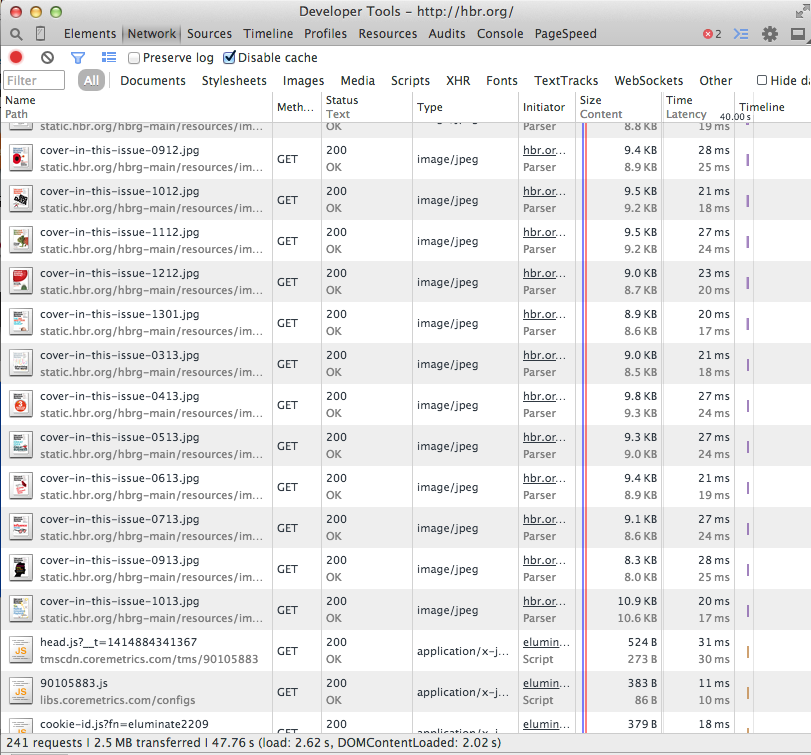 Developer Tools - http://hbr.org/
Elements Network Sources Timeline Profiles Resources Audits Console PageSpeed 2
Preserve log Disable cache
Filter All Documents Stylesheets Images Media Scripts XHR Fonts TextTracks WebSockets Other Hide da
Name Meth... Status Type Initiator Size Time Timeline
Path Text Content Latency 40.00 s
static.hbr.org/hbrg-main/resources/im... OK Parser 8.8 KB 19 ms
cover-in-this-issue-0912.jpg GET 200 image/jpeg hbr.or... 9.4 KB 28 ms
static.hbr.org/hbrg-main/resources/im... OK Parser 8.9 KB 25 ms
cover-in-this-issue-1012.jpg GET 200 image/jpeg hbr.or... 9.5 KB 21 ms
static.hbr.org/hbrg-main/resources/im... OK Parser 9.2 KB 18 ms
cover-in-this-issue-1112.jpg GET 200 image/jpeg hbr.or... 9.5 KB 27 ms
static.hbr.org/hbrg-main/resources/im... OK Parser 9.2 KB 24 ms
cover-in-this-issue-1212.jpg GET 200 image/jpeg hbr.or... 9.0 KB 23 ms
static.hbr.org/hbrg-main/resources/im... OK Parser 8.7 KB 20 ms
cover-in-this-issue-1301.jpg GET 200 image/jpeg hbr.or... 8.9 KB 20 ms
static.hbr.org/hbrg-main/resources/im... OK Parser 8.6 KB 17 ms
cover-in-this-issue-0313.jpg GET 200 image/jpeg hbr.or... 9.0 KB 21 ms
static.hbr.org/hbrg-main/resources/im... OK Parser 8.5 KB 18 ms
cover-in-this-issue-0413.jpg GET 200 image/jpeg hbr.or... 9.8 KB 27 ms
static.hbr.org/hbrg-main/resources/im... OK Parser 9.3 KB 24 ms
cover-in-this-issue-0513.jpg GET 200 image/jpeg hbr.or... 9.3 KB 27 ms
static.hbr.org/hbrg-main/resources/im... OK Parser 9.0 KB 24 ms
cover-in-this-issue-0613.jpg GET 200 image/jpeg hbr.or... 9.4 KB 21 ms
static.hbr.org/hbrg-main/resources/im... OK Parser 8.9 KB 19 ms
cover-in-this-issue-0713.jpg GET 200 image/jpeg hbr.or... 9.1 KB 27 ms
static.hbr.org/hbrg-main/resources/im... OK Parser 8.6 KB 24 ms
cover-in-this-issue-0913.jpg GET 200 image/jpeg hbr.or... 8.3 KB 28 ms
static.hbr.org/hbrg-main/resources/im... OK Parser 8.0 KB 25 ms
cover-in-this-issue-1013.jpg GET 200 image/jpeg hbr.or... 10.9 KB 20 ms
static.hbr.org/hbrg-main/resources/im... OK Parser 10.6 KB 17 ms
head.js?__t=1414884341367 GET 200 application/x-j... elumin... 524 B 31 ms
tmscdn.coremetrics.com/tms/90105883 OK Script 273 B 30 ms
90105883.js GET 200 application/x-j... elumin... 383 B 11 ms
libs.coremetrics.com/configs OK Script 86 B 10 ms
cookie-id.js?fn=eluminate2209 200 elumin... 379 B 18 ms
241 requests | 2.5 MB transferred | 47.76 s (load: 2.62 s, DOMContentLoaded: 2.02 s)